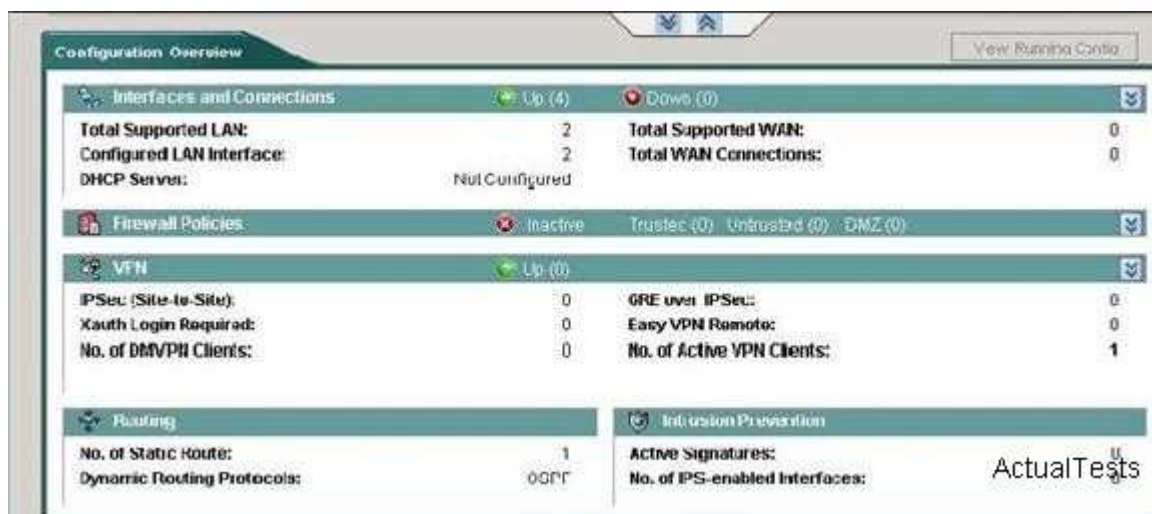 Configuration Overview
View Running Config
Interfaces and Connections Up (4) Down (0)
Total Supported LAN: 2 Total Supported WAN: 0
Configured LAN Interface: 2 Total WAN Connections: 0
DHCP Server: Not Configured
Firewall Policies Inactive Trusted (0) Untrusted (0) DMZ (0)
VPN Up (0)
IPSec (Site-to-Site): 0 GRE over IPSec: 0
Xauth Login Required: 0 Easy VPN Remote: 0
No. of DMVPN Clients: 0 No. of Active VPN Clients: 1
Routing Intrusion Prevention
No. of Static Route: 1 Active Signatures: 0
Dynamic Routing Protocols: OSPF No. of IPS-enabled Interfaces:
ActualTests